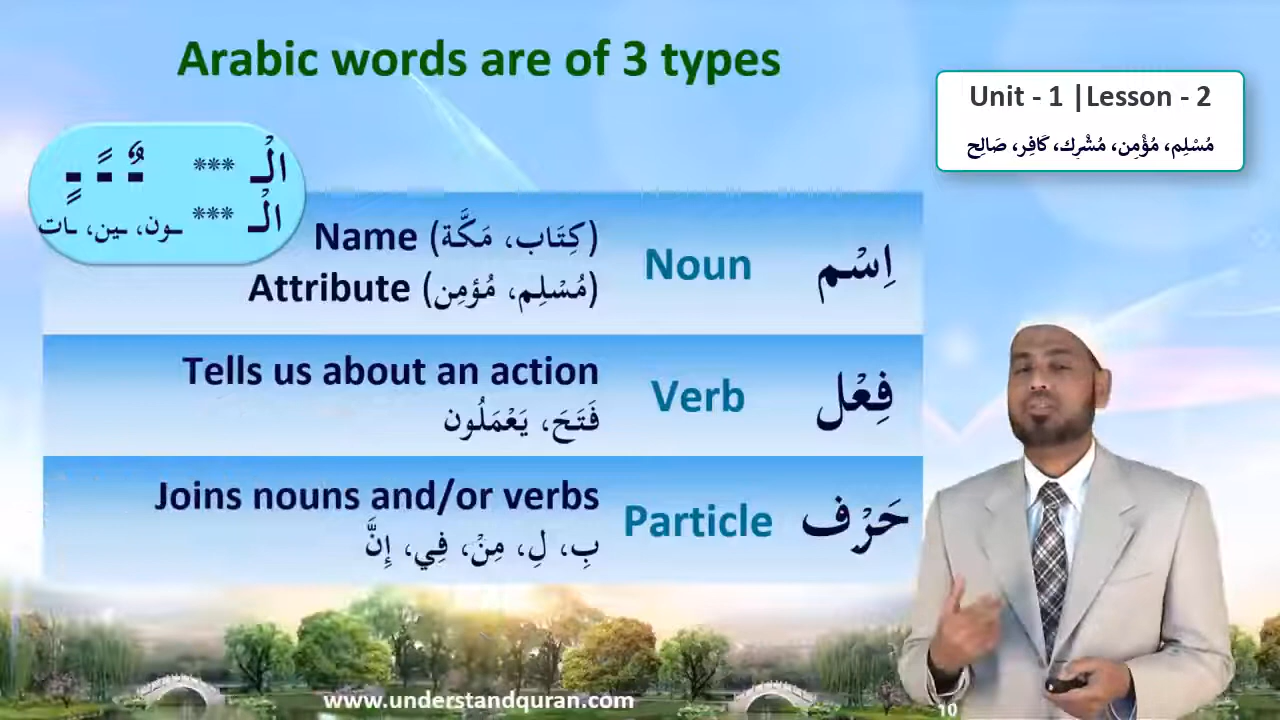 Arabic words are of 3 types
Unit - 1 |Lesson - 2
مُسْلِم، مُؤْمِن، مُشْرِك، كَافِر، صَالِح
الْـ *** ـٌ ـً ـٍ
الْـ *** ـون، ـين، ـات
اِسْم
Noun
Name (كِتَاب، مَكَّة)
Attribute (مُسْلِم، مُؤمِن)
فِعْل
Verb
Tells us about an action
فَتَحَ، يَعْمَلُون
حَرْف
Particle
Joins nouns and/or verbs
بِ، لِ، مِنْ، فِي، إِنَّ
www.understandquran.com
10